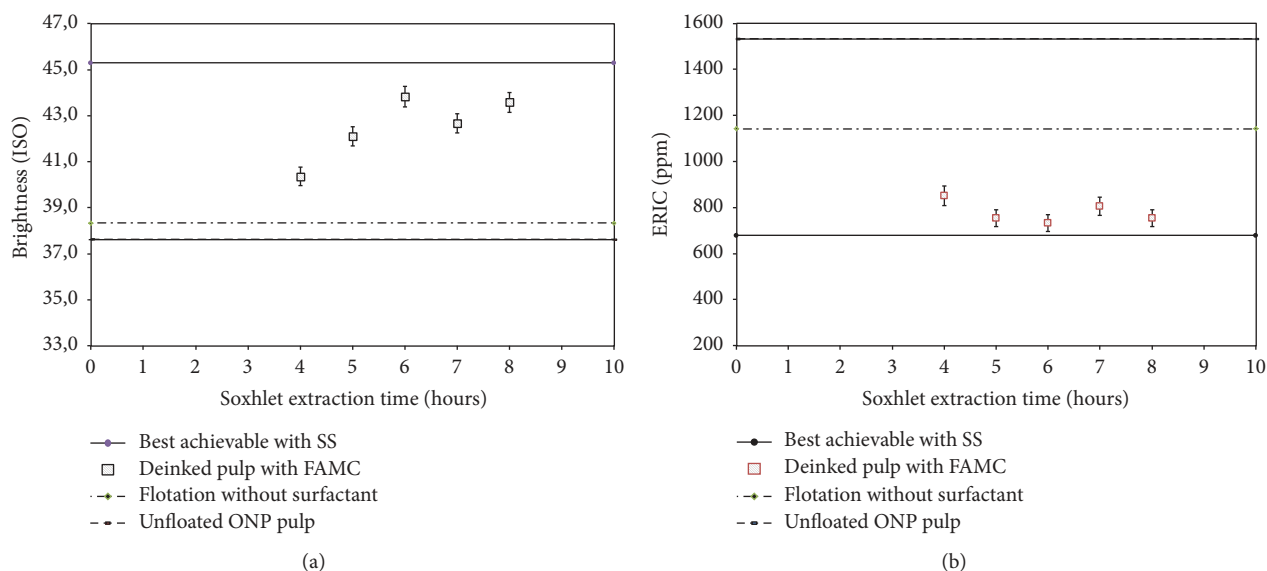 Brightness (ISO)
47,0
45,0
43,0
41,0
39,0
37,0
35,0
33,0
0 1 2 3 4 5 6 7 8 9 10
Soxhlet extraction time (hours)
Best achievable with SS
Deinked pulp with FAMC
Flotation without surfactant
Unfloated ONP pulp
(a)
ERIC (ppm)
1600
1400
1200
1000
800
600
400
200
0 1 2 3 4 5 6 7 8 9 10
Soxhlet extraction time (hours)
Best achievable with SS
Deinked pulp with FAMC
Flotation without surfactant
Unfloated ONP pulp
(b)